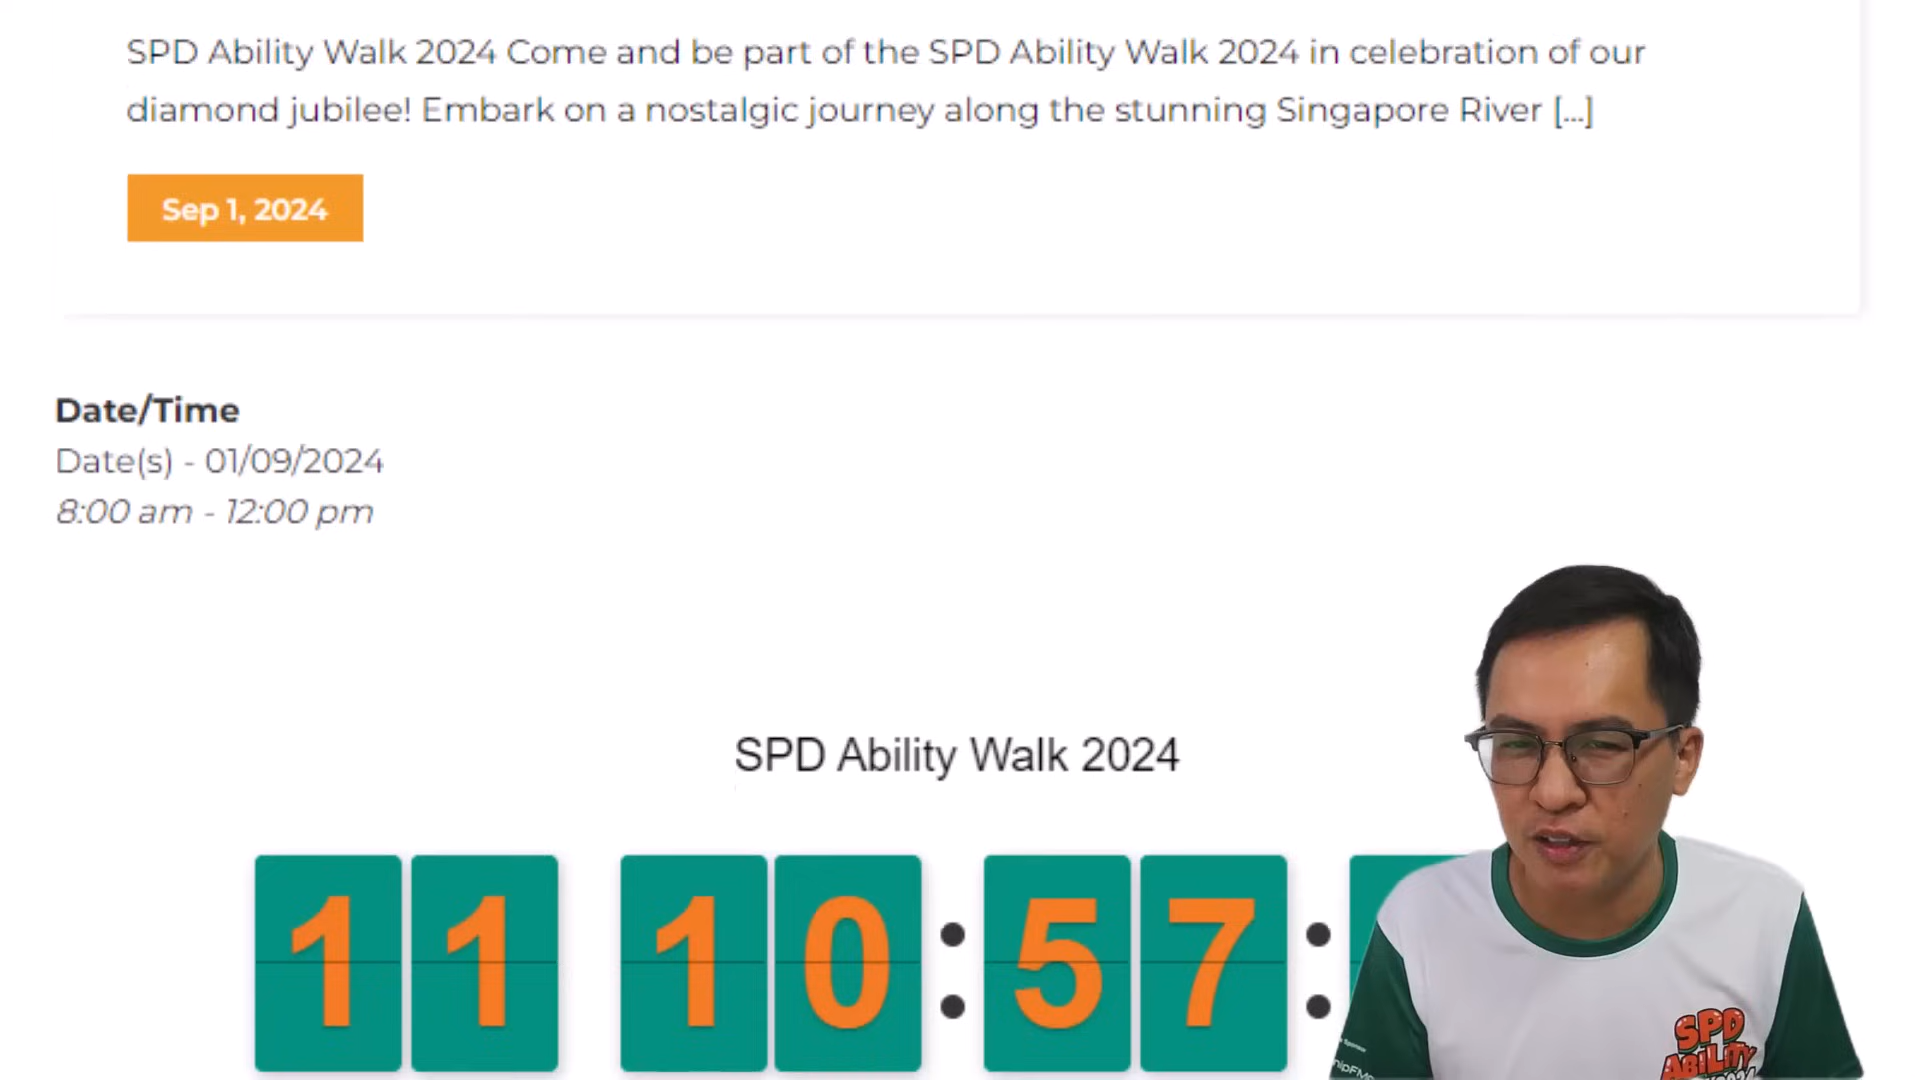 SPD Ability Walk 2024 Come and be part of the SPD Ability Walk 2024 in celebration of our
diamond jubilee! Embark on a nostalgic journey along the stunning Singapore River [...]
Sep 1, 2024
Date/Time
Date(s) - 01/09/2024
8:00 am - 12:00 pm
SPD Ability Walk 2024
11 10:57:
SPD
ABILITY